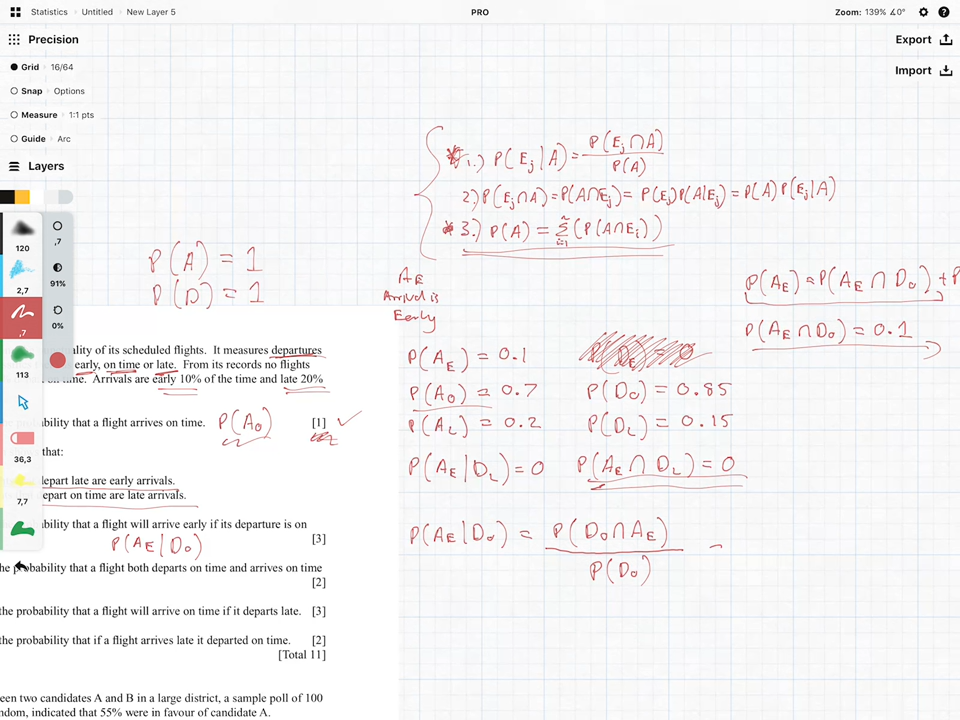 Statistics > Untitled > New Layer 5
PRO
Zoom: 139% ∠0°
Precision
Grid > 16/64
Snap > Options
Measure > 1:1 pts
Guide > Arc
Layers
Export
Import
120
2,7
,7
113
36,3
7,7
,7
91%
0%
1.) P(Ej|A) = P(Ej∩A) / P(A)
2.) P(Ej∩A) = P(A∩Ej) = P(Ej)P(A|Ej) = P(A)P(Ej|A)
3.) P(A) = Σ i=1 n (P(A∩Ei))
P(A) = 1
P(D) = 1
AE
Arrival is
Early
P(AE) = P(AE ∩ DO) + P
P(AE ∩ DO) = 0.1
P(AE) = 0.1
P(DE) = 0
P(AO) = 0.7
P(DO) = 0.85
P(AL) = 0.2
P(DL) = 0.15
P(AE|DL) = 0
P(AE ∩ DL) = 0
P(AE|DO) = P(DO ∩ AE) / P(DO) =
ality of its scheduled flights. It measures departures
early, on time or late. From its records no flights
on time. Arrivals are early 10% of the time and late 20%
ability that a flight arrives on time. P(AO) [1] ✓
that:
depart late are early arrivals.
depart on time are late arrivals.
ability that a flight will arrive early if its departure is on
P(AE|DO) [3]
the probability that a flight both departs on time and arrives on time
[2]
the probability that a flight will arrive on time if it departs late. [3]
the probability that if a flight arrives late it departed on time. [2]
[Total 11]
een two candidates A and B in a large district, a sample poll of 100
ndom, indicated that 55% were in favour of candidate A.